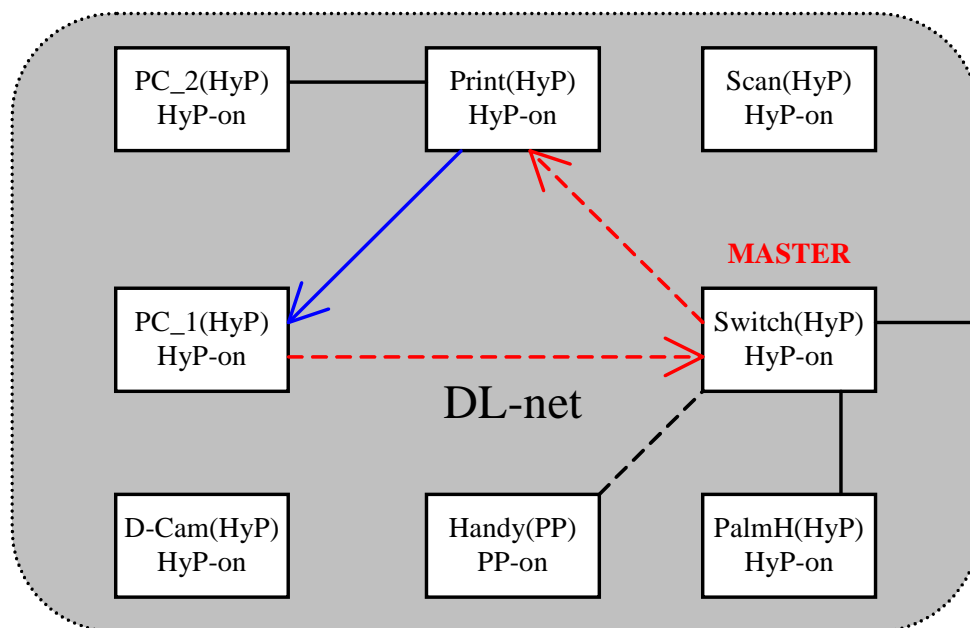 PC_2(HyP)
HyP-on
Print(HyP)
HyP-on
Scan(HyP)
HyP-on
MASTER
PC_1(HyP)
HyP-on
Switch(HyP)
HyP-on
DL-net
D-Cam(HyP)
HyP-on
Handy(PP)
PP-on
PalmH(HyP)
HyP-on